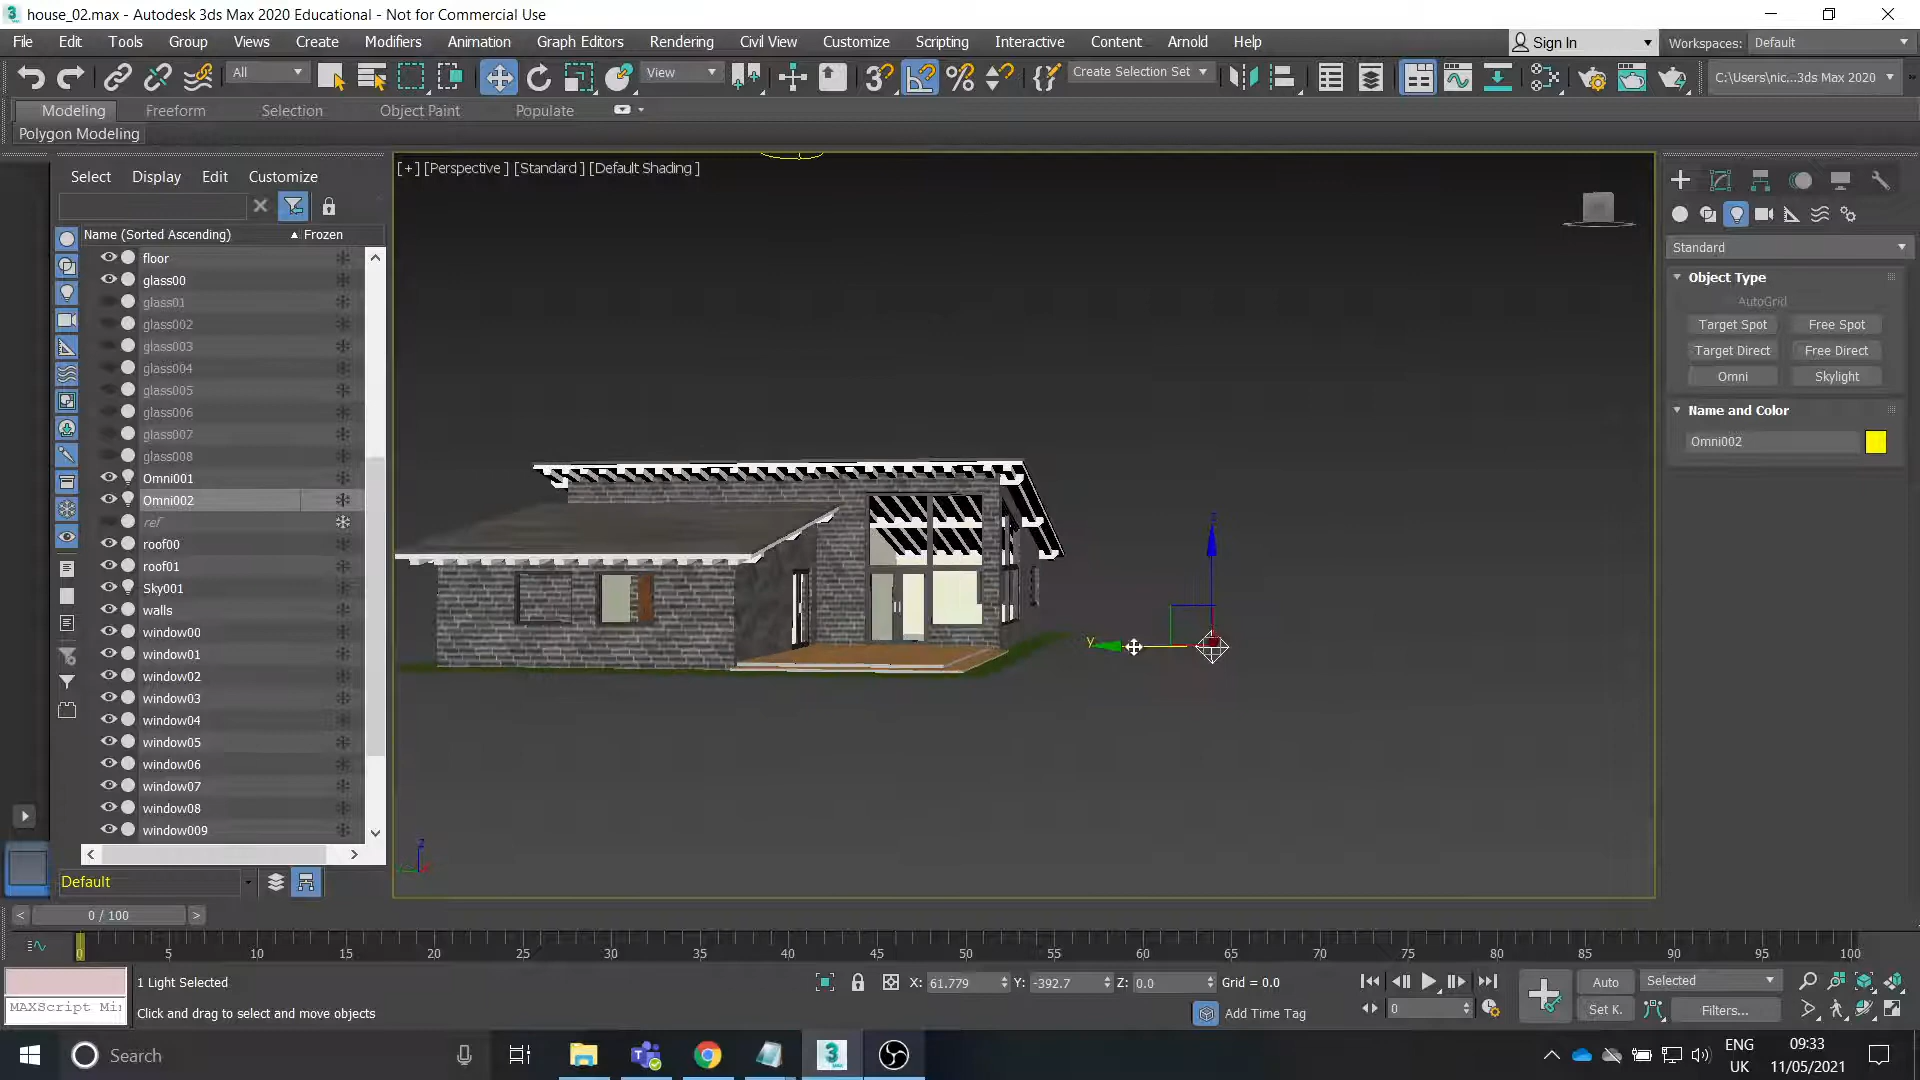 house_02.max - Autodesk 3ds Max 2020 Educational - Not for Commercial Use
File Edit Tools Group Views Create Modifiers Animation Graph Editors Rendering Civil View Customize Scripting Interactive Content Arnold Help
Sign In
Workspaces: Default
All
View
3
%
Create Selection Set
C:\Users\nic...3ds Max 2020
Modeling Freeform Selection Object Paint Populate
Polygon Modeling
Select Display Edit Customize
Name (Sorted Ascending) Frozen
floor
glass00
glass01
glass002
glass003
glass004
glass005
glass006
glass007
glass008
Omni001
Omni002
ref
roof00
roof01
Sky001
walls
window00
window01
window02
window03
window04
window05
window06
window07
window08
window009
Default
[+] [Perspective ] [Standard ] [Default Shading ]
y
z
z
Standard
Object Type
AutoGrid
Target Spot Free Spot
Target Direct Free Direct
Omni Skylight
Name and Color
Omni002
< 0 / 100 >
0 5 10 15 20 25 30 35 40 45 50 55 60 65 70 75 80 85 90 95 100
MAXScript Mi
1 Light Selected
Click and drag to select and move objects
X: 61.779 Y: -392.7 Z: 0.0 Grid = 0.0
Add Time Tag
0
Auto Selected
Set K. Filters...
Search
3
ENG
UK
09:33
11/05/2021